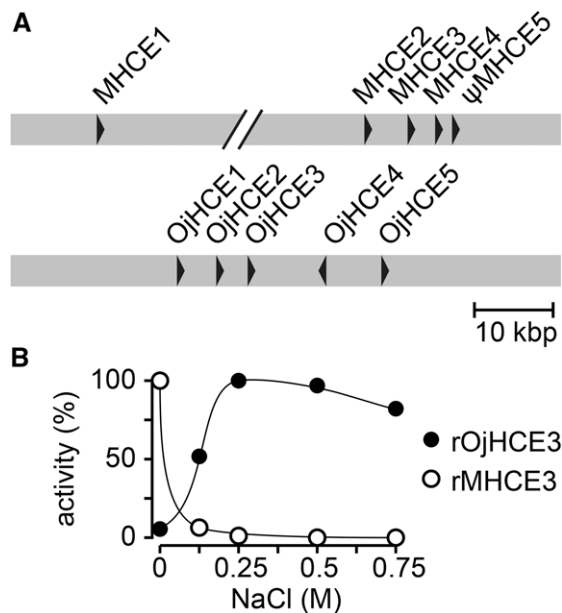 A
MHCE1
MHCE2
MHCE3
MHCE4
ψMHCE5
OjHCE1
OjHCE2
OjHCE3
OjHCE4
OjHCE5
10 kbp
B
activity (%)
100
50
0
0 0.25 0.5 0.75
NaCl (M)
rOjHCE3
rMHCE3